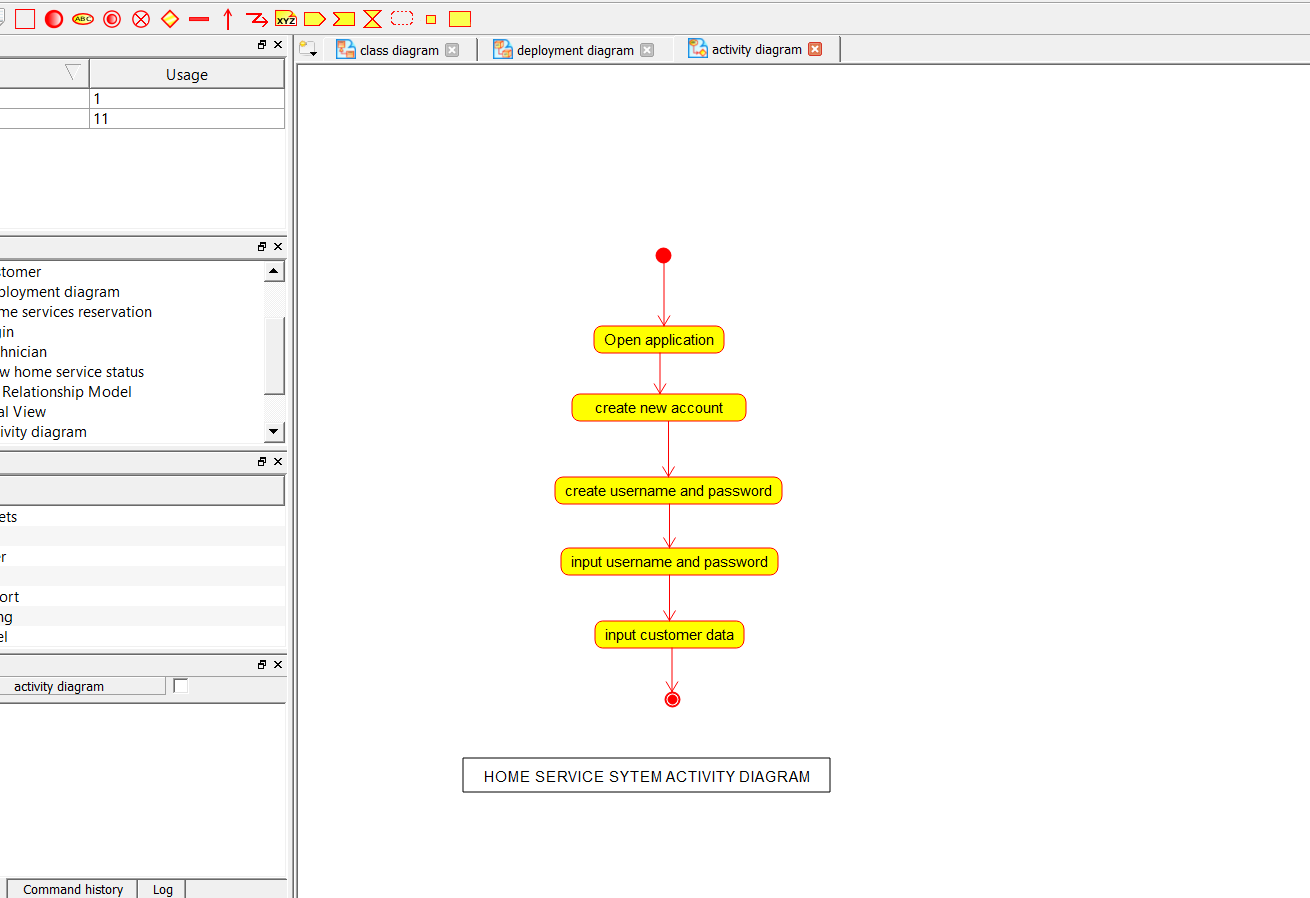 ABC
XYZ
class diagram
deployment diagram
activity diagram
Usage
1
11
stomer
ployment diagram
me services reservation
gin
hnician
w home service status
Relationship Model
al View
ivity diagram
ets
er
ort
ng
el
activity diagram
Command history
Log
Open application
create new account
create username and password
input username and password
input customer data
HOME SERVICE SYTEM ACTIVITY DIAGRAM